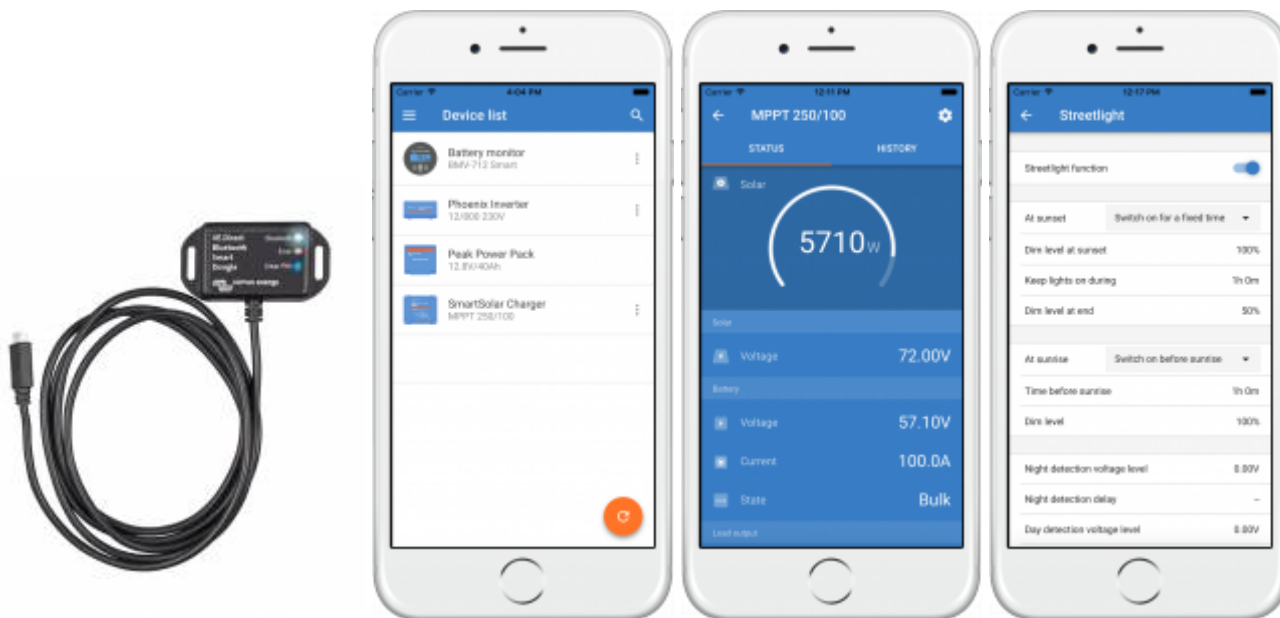 VE.Direct
Bluetooth
Smart
Dongle
Bluetooth
Error
victron energy
Carrier 4:04 PM
Device list
Battery monitor
BMV-712 Smart
Phoenix Inverter
12/800 230V
Peak Power Pack
12.8V/40Ah
SmartSolar Charger
MPPT 250/100
Carrier 12:11 PM
MPPT 250/100
STATUS HISTORY
Solar
5710W
Solar
Voltage 72.00V
Battery
Voltage 57.10V
Current 100.0A
State Bulk
Load output
Carrier 12:17 PM
Streetlight
Streetlight function
At sunset Switch on for a fixed time
Dim level at sunset 100%
Keep lights on during 1h 0m
Dim level at end 50%
At sunrise Switch on before sunrise
Time before sunrise 1h 0m
Dim level 100%
Night detection voltage level 0.00V
Night detection delay --
Day detection voltage level 0.00V